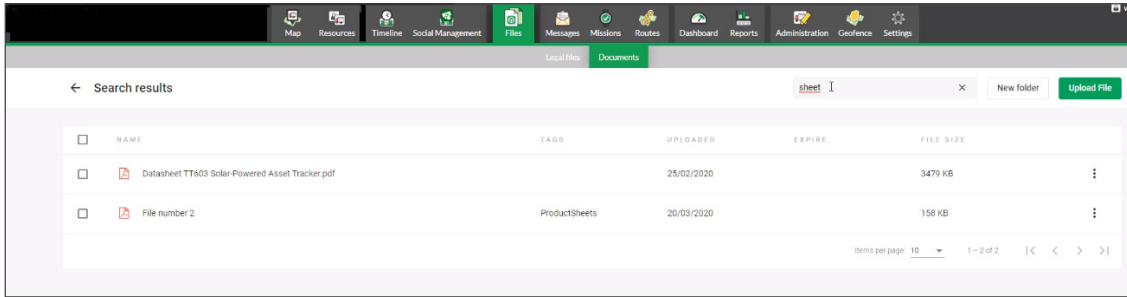 Map Resources Timeline Social Management Files Messages Missions Routes Dashboard Reports Administration Geofence Settings
Legal files Documents
← Search results sheet × New folder Upload File
NAME TAGS UPLOADED EXPIRE FILE SIZE
Datasheet TT603 Solar-Powered Asset Tracker.pdf 25/02/2020 3479 KB
File number 2 ProductSheets 20/03/2020 158 KB
Items per page: 10 1 – 2 of 2 |< < > >|